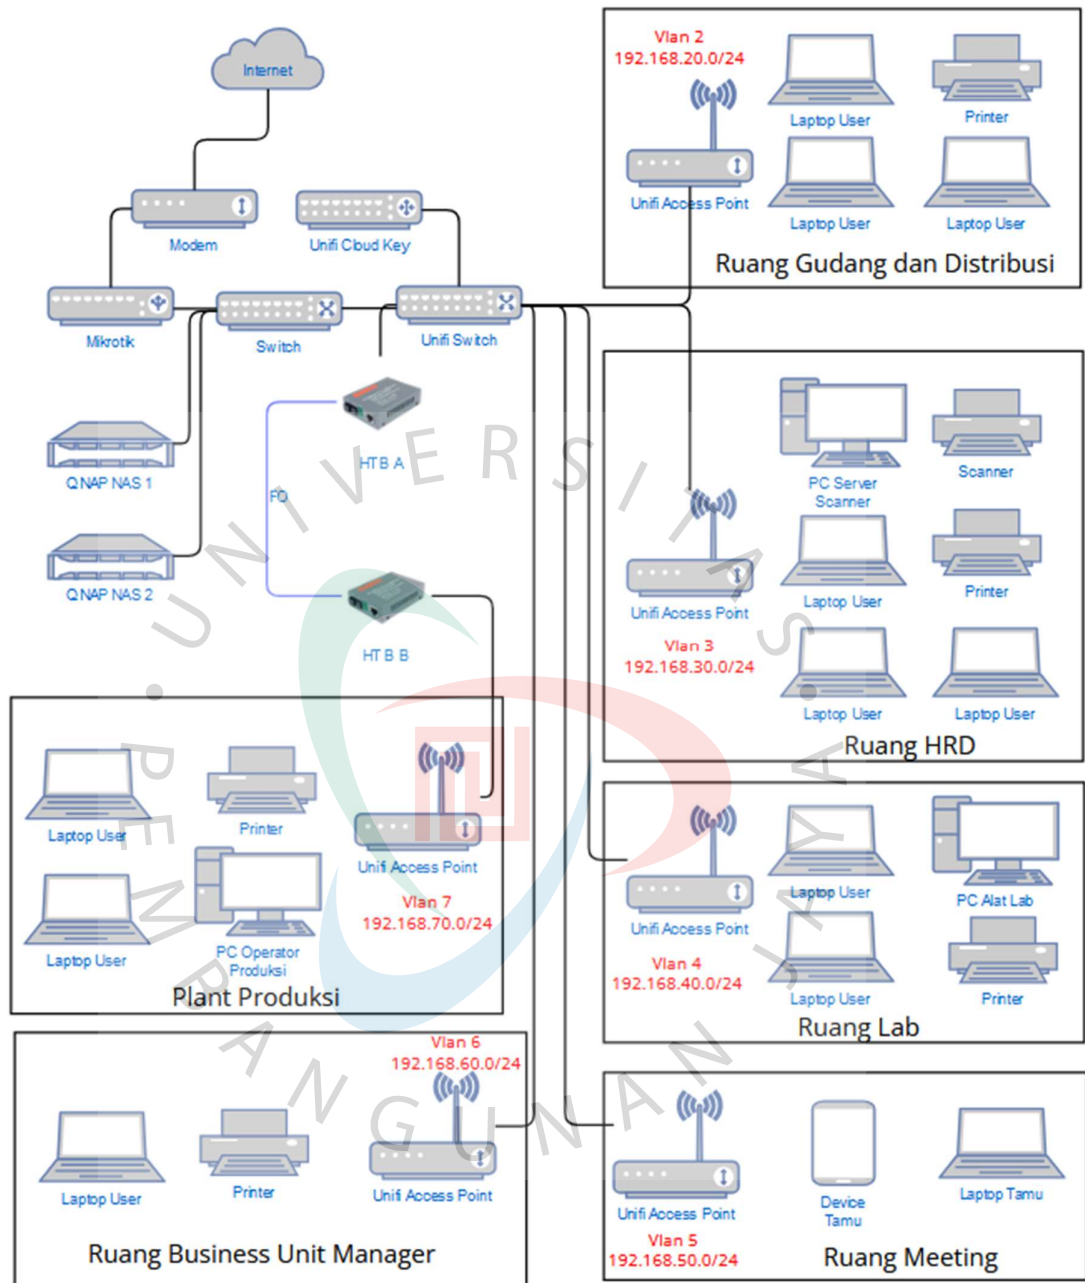 Internet
Modem
Unifi Cloud Key
Mikrotik
Switch
Unifi Switch
QNAP NAS 1
QNAP NAS 2
HTB A
FO
HTB B
Vlan 2
192.168.20.0/24
Laptop User
Printer
Unifi Access Point
Laptop User
Laptop User
Ruang Gudang dan Distribusi
PC Server
Scanner
Scanner
Unifi Access Point
Laptop User
Printer
Vlan 3
192.168.30.0/24
Laptop User
Laptop User
Ruang HRD
Laptop User
Printer
Unifi Access Point
Vlan 7
192.168.70.0/24
Laptop User
PC Operator
Produksi
Plant Produksi
Laptop User
PC Alat Lab
Unifi Access Point
Vlan 4
192.168.40.0/24
Laptop User
Printer
Ruang Lab
Vlan 6
192.168.60.0/24
Laptop User
Printer
Unifi Access Point
Ruang Business Unit Manager
Unifi Access Point
Device
Tamu
Laptop Tamu
Vlan 5
192.168.50.0/24
Ruang Meeting
UNIVERSITAS
PEMBANGUNAN JAYA